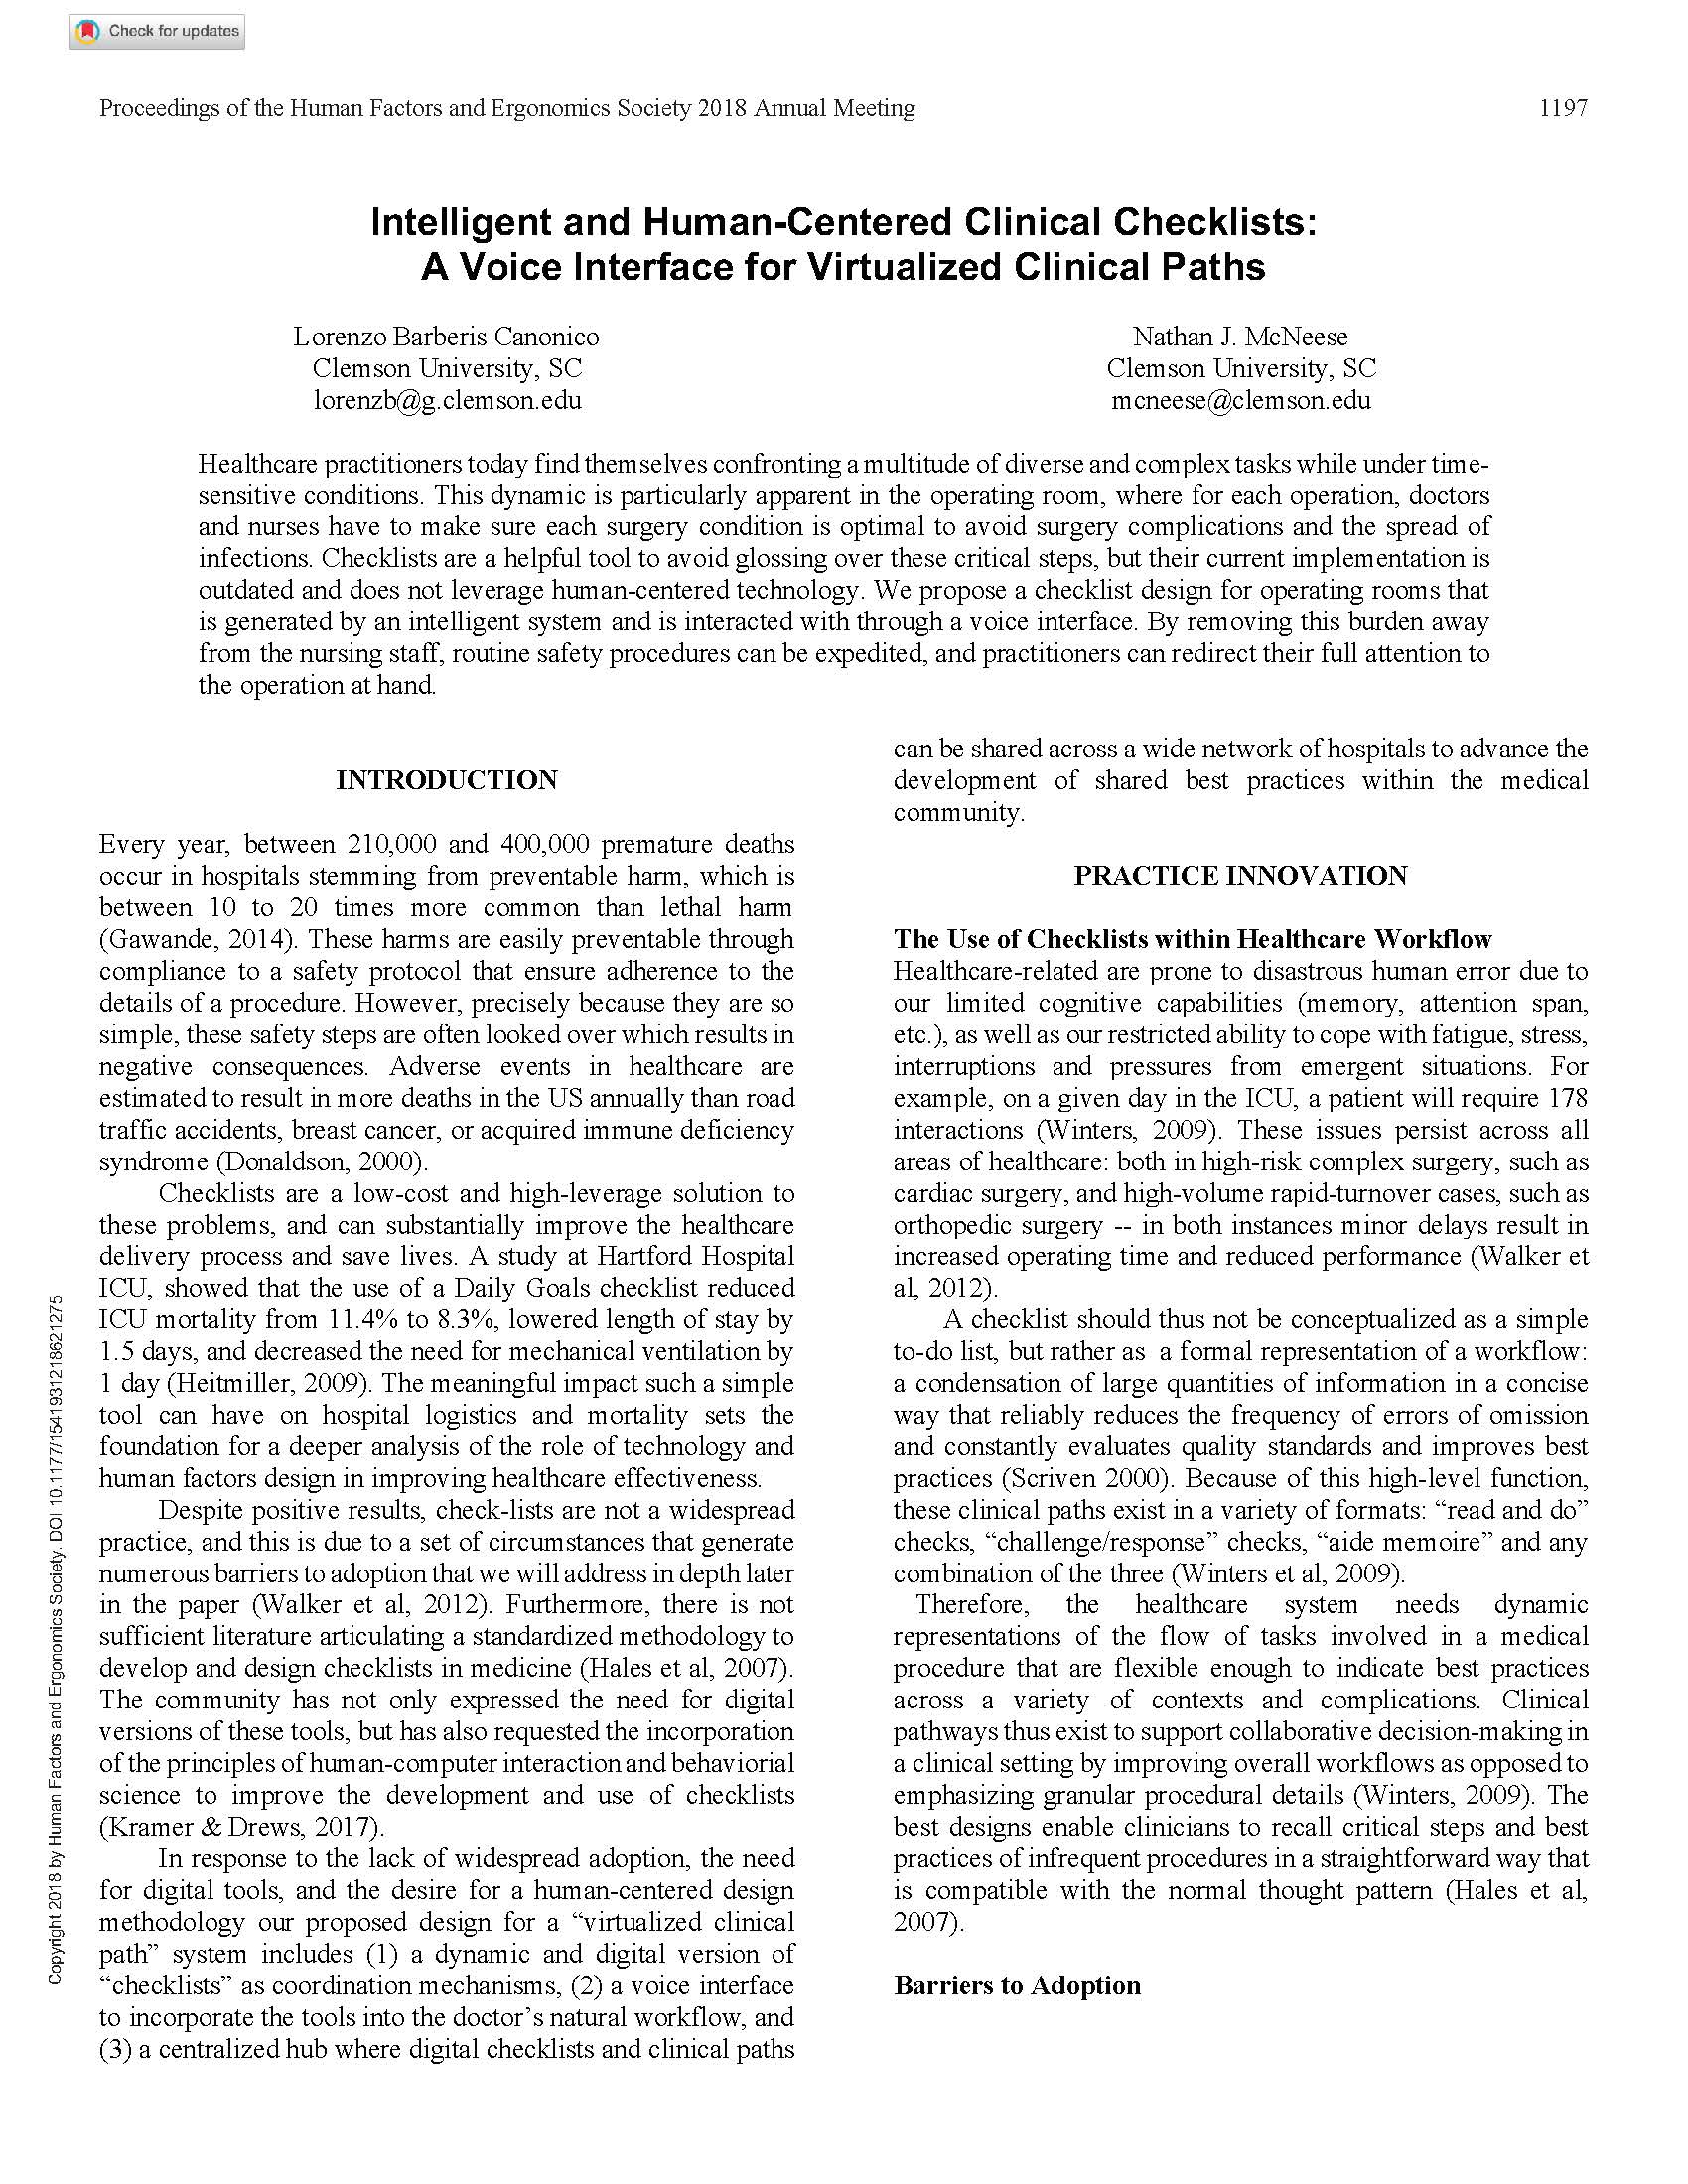 Check for updates
Proceedings of the Human Factors and Ergonomics Society 2018 Annual Meeting
1197
Intelligent and Human-Centered Clinical Checklists:
A Voice Interface for Virtualized Clinical Paths
Lorenzo Barberis Canonico
Clemson University, SC
lorenzb@g.clemson.edu
Nathan J. McNeese
Clemson University, SC
mcneese@clemson.edu
Healthcare practitioners today find themselves confronting a multitude of diverse and complex tasks while under time-
sensitive conditions. This dynamic is particularly apparent in the operating room, where for each operation, doctors
and nurses have to make sure each surgery condition is optimal to avoid surgery complications and the spread of
infections. Checklists are a helpful tool to avoid glossing over these critical steps, but their current implementation is
outdated and does not leverage human-centered technology. We propose a checklist design for operating rooms that
is generated by an intelligent system and is interacted with through a voice interface. By removing this burden away
from the nursing staff, routine safety procedures can be expedited, and practitioners can redirect their full attention to
the operation at hand.
INTRODUCTION
Every year, between 210,000 and 400,000 premature deaths
occur in hospitals stemming from preventable harm, which is
between 10 to 20 times more common than lethal harm
(Gawande, 2014). These harms are easily preventable through
compliance to a safety protocol that ensure adherence to the
details of a procedure. However, precisely because they are so
simple, these safety steps are often looked over which results in
negative consequences. Adverse events in healthcare are
estimated to result in more deaths in the US annually than road
traffic accidents, breast cancer, or acquired immune deficiency
syndrome (Donaldson, 2000).
Checklists are a low-cost and high-leverage solution to
these problems, and can substantially improve the healthcare
delivery process and save lives. A study at Hartford Hospital
ICU, showed that the use of a Daily Goals checklist reduced
ICU mortality from 11.4% to 8.3%, lowered length of stay by
1.5 days, and decreased the need for mechanical ventilation by
1 day (Heitmiller, 2009). The meaningful impact such a simple
tool can have on hospital logistics and mortality sets the
foundation for a deeper analysis of the role of technology and
human factors design in improving healthcare effectiveness.
Despite positive results, check-lists are not a widespread
practice, and this is due to a set of circumstances that generate
numerous barriers to adoption that we will address in depth later
in the paper (Walker et al, 2012). Furthermore, there is not
sufficient literature articulating a standardized methodology to
develop and design checklists in medicine (Hales et al, 2007).
The community has not only expressed the need for digital
versions of these tools, but has also requested the incorporation
of the principles of human-computer interaction and behaviorial
science to improve the development and use of checklists
(Kramer & Drews, 2017).
In response to the lack of widespread adoption, the need
for digital tools, and the desire for a human-centered design
methodology our proposed design for a “virtualized clinical
path” system includes (1) a dynamic and digital version of
“checklists” as coordination mechanisms, (2) a voice interface
to incorporate the tools into the doctor’s natural workflow, and
(3) a centralized hub where digital checklists and clinical paths
can be shared across a wide network of hospitals to advance the
development of shared best practices within the medical
community.
PRACTICE INNOVATION
The Use of Checklists within Healthcare Workflow
Healthcare-related are prone to disastrous human error due to
our limited cognitive capabilities (memory, attention span,
etc.), as well as our restricted ability to cope with fatigue, stress,
interruptions and pressures from emergent situations. For
example, on a given day in the ICU, a patient will require 178
interactions (Winters, 2009). These issues persist across all
areas of healthcare: both in high-risk complex surgery, such as
cardiac surgery, and high-volume rapid-turnover cases, such as
orthopedic surgery -- in both instances minor delays result in
increased operating time and reduced performance (Walker et
al, 2012).
A checklist should thus not be conceptualized as a simple
to-do list, but rather as a formal representation of a workflow:
a condensation of large quantities of information in a concise
way that reliably reduces the frequency of errors of omission
and constantly evaluates quality standards and improves best
practices (Scriven 2000). Because of this high-level function,
these clinical paths exist in a variety of formats: “read and do”
checks, “challenge/response” checks, “aide memoire” and any
combination of the three (Winters et al, 2009).
Therefore, the healthcare system needs dynamic
representations of the flow of tasks involved in a medical
procedure that are flexible enough to indicate best practices
across a variety of contexts and complications. Clinical
pathways thus exist to support collaborative decision-making in
a clinical setting by improving overall workflows as opposed to
emphasizing granular procedural details (Winters, 2009). The
best designs enable clinicians to recall critical steps and best
practices of infrequent procedures in a straightforward way that
is compatible with the normal thought pattern (Hales et al,
2007).
Barriers to Adoption
Copyright 2018 by Human Factors and Ergonomics Society. DOI 10.1177/1541931218621275